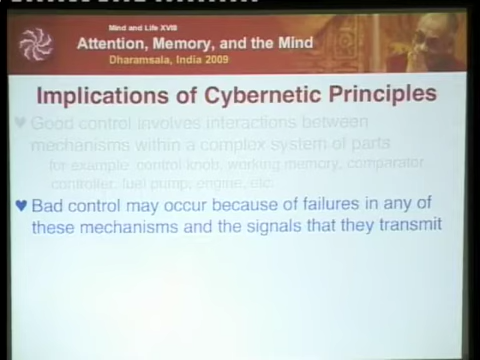 Mind and Life XVIII
Attention, Memory, and the Mind
Dharamsala, India 2009
Implications of Cybernetic Principles
Good control involves interactions between
mechanisms within a complex system of parts
for example: control knob, working memory, comparator
controller, fuel pump, engine, etc.
Bad control may occur because of failures in any of
these mechanisms and the signals that they transmit